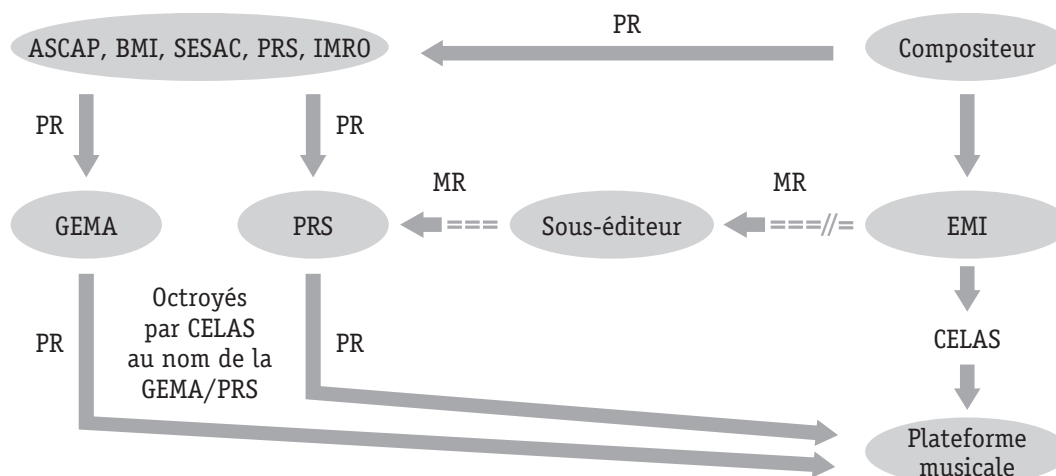 PR
ASCAP, BMI, SESAC, PRS, IMRO
Compositeur
PR
PR
MR
MR
GEMA
PRS
===
Sous-éditeur
===//=
EMI
Octroyés
par CELAS
au nom de la
GEMA/PRS
PR
PR
CELAS
Plateforme
musicale